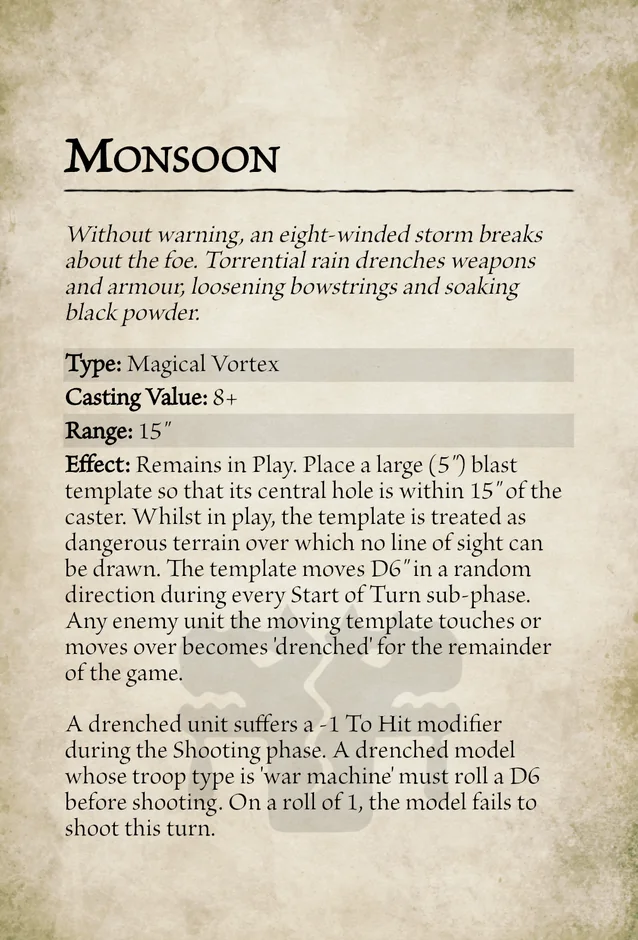 Monsoon
Without warning, an eight-winded storm breaks
about the foe. Torrential rain drenches weapons
and armour, loosening bowstrings and soaking
black powder.
Type: Magical Vortex
Casting Value: 8+
Range: 15"
Effect: Remains in Play. Place a large (5") blast
template so that its central hole is within 15" of the
caster. Whilst in play, the template is treated as
dangerous terrain over which no line of sight can
be drawn. The template moves D6" in a random
direction during every Start of Turn sub-phase.
Any enemy unit the moving template touches or
moves over becomes 'drenched' for the remainder
of the game.
A drenched unit suffers a -1 To Hit modifier
during the Shooting phase. A drenched model
whose troop type is 'war machine' must roll a D6
before shooting. On a roll of 1, the model fails to
shoot this turn.